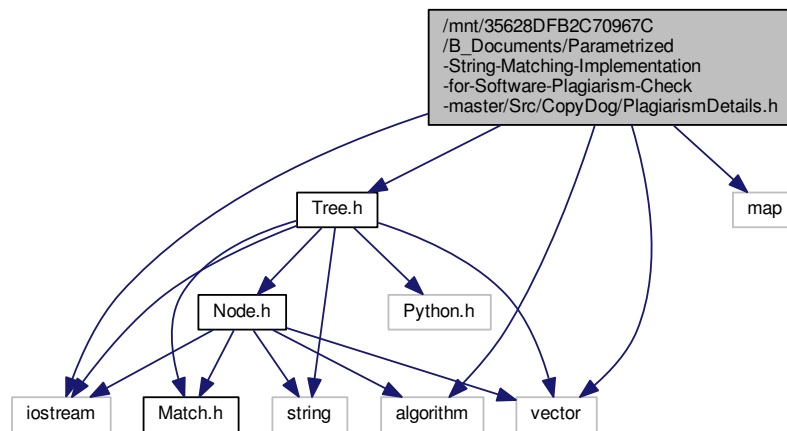 /mnt/35628DFB2C70967C
/B_Documents/Parametrized
-String-Matching-Implementation
-for-Software-Plagiarism-Check
-master/Src/CopyDog/PlagiarismDetails.h
Tree.h
map
Node.h
Python.h
iostream
Match.h
string
algorithm
vector